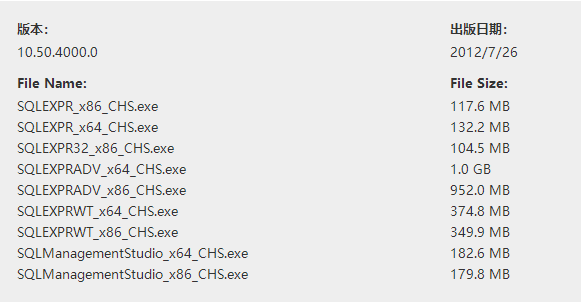 版本： 出版日期：
10.50.4000.0 2012/7/26
File Name: File Size:
SQLEXPR_x86_CHS.exe 117.6 MB
SQLEXPR_x64_CHS.exe 132.2 MB
SQLEXPR32_x86_CHS.exe 104.5 MB
SQLEXPRADV_x64_CHS.exe 1.0 GB
SQLEXPRADV_x86_CHS.exe 952.0 MB
SQLEXPRWT_x64_CHS.exe 374.8 MB
SQLEXPRWT_x86_CHS.exe 349.9 MB
SQLManagementStudio_x64_CHS.exe 182.6 MB
SQLManagementStudio_x86_CHS.exe 179.8 MB